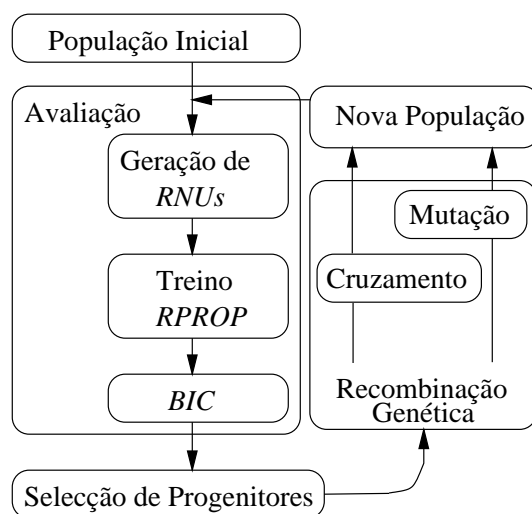 População Inicial
Avaliação
Geração de
RNUs
Treino
RPROP
BIC
Selecção de Progenitores
Nova População
Mutação
Cruzamento
Recombinação
Genética